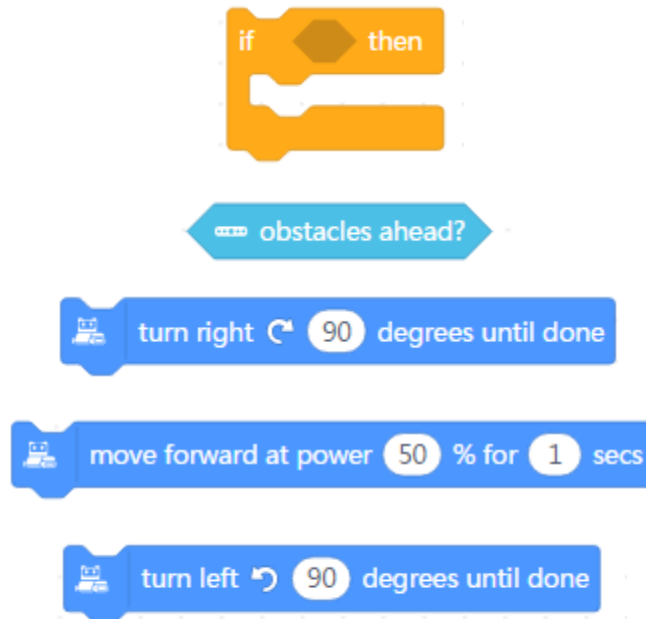 if then
obstacles ahead?
turn right 90 degrees until done
move forward at power 50 % for 1 secs
turn left 90 degrees until done